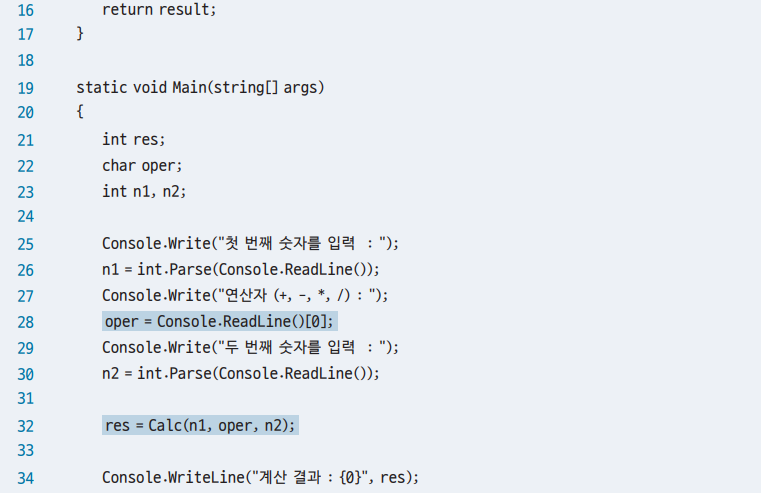 16 return result;
17 }
18
19 static void Main(string[] args)
20 {
21 int res;
22 char oper;
23 int n1, n2;
24
25 Console.Write("첫 번째 숫자를 입력 : ");
26 n1 = int.Parse(Console.ReadLine());
27 Console.Write("연산자 (+, -, *, /) : ");
28 oper = Console.ReadLine()[0];
29 Console.Write("두 번째 숫자를 입력 : ");
30 n2 = int.Parse(Console.ReadLine());
31
32 res = Calc(n1, oper, n2);
33
34 Console.WriteLine("계산 결과 : {0}", res);